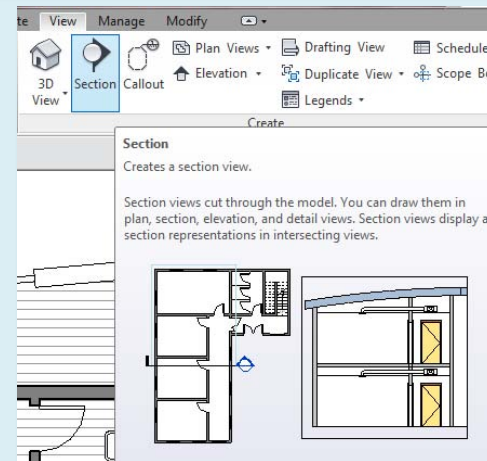 View Manage Modify
Plan Views Drafting View Schedule
3D View Section Callout Elevation Duplicate View Scope
Legends
Create
Section
Creates a section view.
Section views cut through the model. You can draw them in
plan, section, elevation, and detail views. Section views display a
section representations in intersecting views.